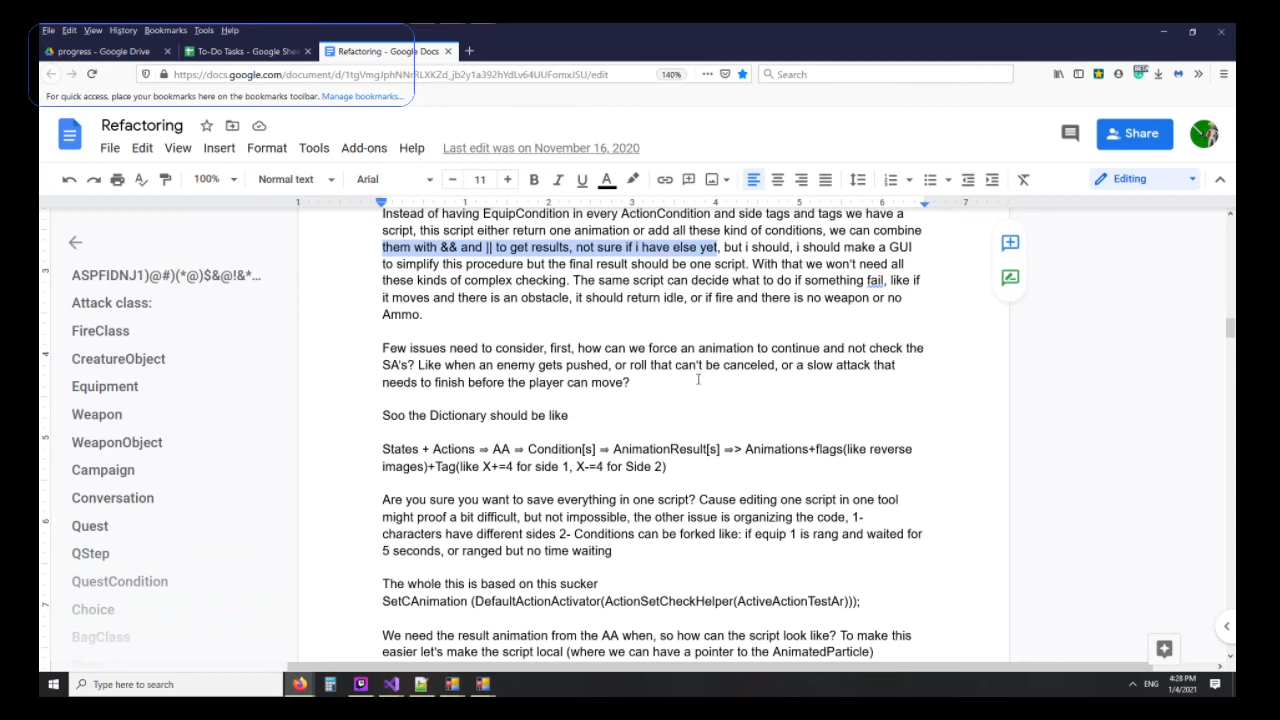 File Edit View History Bookmarks Tools Help
progress - Google Drive × To-Do Tasks - Google She × Refactoring - Google Docs × +
140% ··· Search
For quick access, place your bookmarks here on the bookmarks toolbar. Manage bookmarks...
Refactoring
Share
File Edit View Insert Format Tools Add-ons Help Last edit was on November 16, 2020
100% Normal text Arial 11 B I U A Editing
1 1 2 3 4 5 6 7
Instead of having EquipCondition in every ActionCondition and side tags and tags we have a
script, this script either return one animation or add all these kind of conditions, we can combine
them with && and || to get results, not sure if i have else yet, but i should, i should make a GUI
to simplify this procedure but the final result should be one script. With that we won't need all
these kinds of complex checking. The same script can decide what to do if something fail, like if
it moves and there is an obstacle, it should return idle, or if fire and there is no weapon or no
Ammo.
Few issues need to consider, first, how can we force an animation to continue and not check the
SA's? Like when an enemy gets pushed, or roll that can't be canceled, or a slow attack that
needs to finish before the player can move?
Soo the Dictionary should be like
States + Actions ⇒ AA ⇒ Condition[s] ⇒ AnimationResult[s] => Animations+flags(like reverse
images)+Tag(like X+=4 for side 1, X-=4 for Side 2)
Are you sure you want to save everything in one script? Cause editing one script in one tool
might proof a bit difficult, but not impossible, the other issue is organizing the code, 1-
characters have different sides 2- Conditions can be forked like: if equip 1 is rang and waited for
5 seconds, or ranged but no time waiting
The whole this is based on this sucker
SetCAnimation (DefaultActionActivator(ActionSetCheckHelper(ActiveActionTestAr)));
We need the result animation from the AA when, so how can the script look like? To make this
easier let's make the script local (where we can have a pointer to the AnimatedParticle)
ASPFIDNJ1)@#)(*@)$&@!&*...
Attack class:
FireClass
CreatureObject
Equipment
Weapon
WeaponObject
Campaign
Conversation
Quest
QStep
QuestCondition
Choice
BagClass
3
4
5
6
7
Type here to search
ENG
4:28 PM
1/4/2021